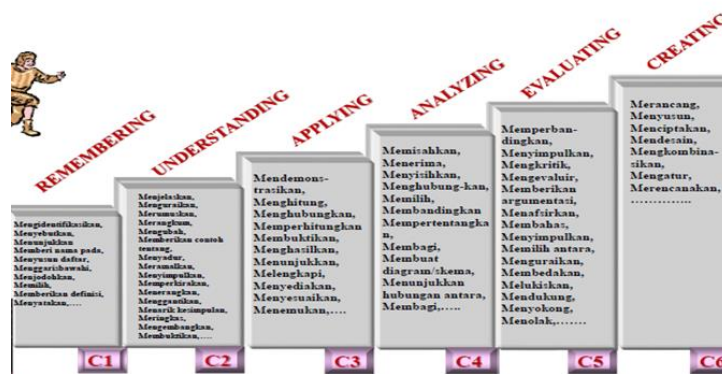 REMEMBERING
Mengidentifikasikan,
Menyebutkan,
Menunjukkan
Memberi nama pada,
Menyusun daftar,
Menggarisbawahi,
Menjodohkan,
Memilih,
Memberikan definisi,
Menyatakan,....
C1
UNDERSTANDING
Menjelaskan,
Menguraikan,
Merumuskan,
Merangkum,
Mengubah,
Memberikan contoh
tentang,
Menyadur,
Meramalkan,
Menyimpulkan,
Memperkirakan,
Menerangkan,
Menggantikan,
Menarik kesimpulan,
Meringkas,
Mengembangkan,
Membuktikan,....
C2
APPLYING
Mendemons-
trasikan,
Menghitung,
Menghubungkan,
Memperhitungkan
Membuktikan,
Menghasilkan,
Menunjukkan,
Melengkapi,
Menyediakan,
Menyesuaikan,
Menemukan,....
C3
ANALYZING
Memisahkan,
Menerima,
Menyisihkan,
Menghubung-kan,
Memilih,
Membandingkan
Mempertentangka
n,
Membagi,
Membuat
diagram/skema,
Menunjukkan
hubungan antara,
Membagi,.....
C4
EVALUATING
Memperban-
dingkan,
Menyimpulkan,
Mengkritik,
Mengevaluir,
Memberikan
argumentasi,
Menafsirkan,
Membahas,
Menyimpulkan,
Memilih antara,
Menguraikan,
Membedakan,
Melukiskan,
Mendukung,
Menyokong,
Menolak,.......
C5
CREATING
Merancang,
Menyusun,
Menciptakan,
Mendesain,
Mengkombina-
sikan,
Mengatur,
Merencanakan,
.............
C6